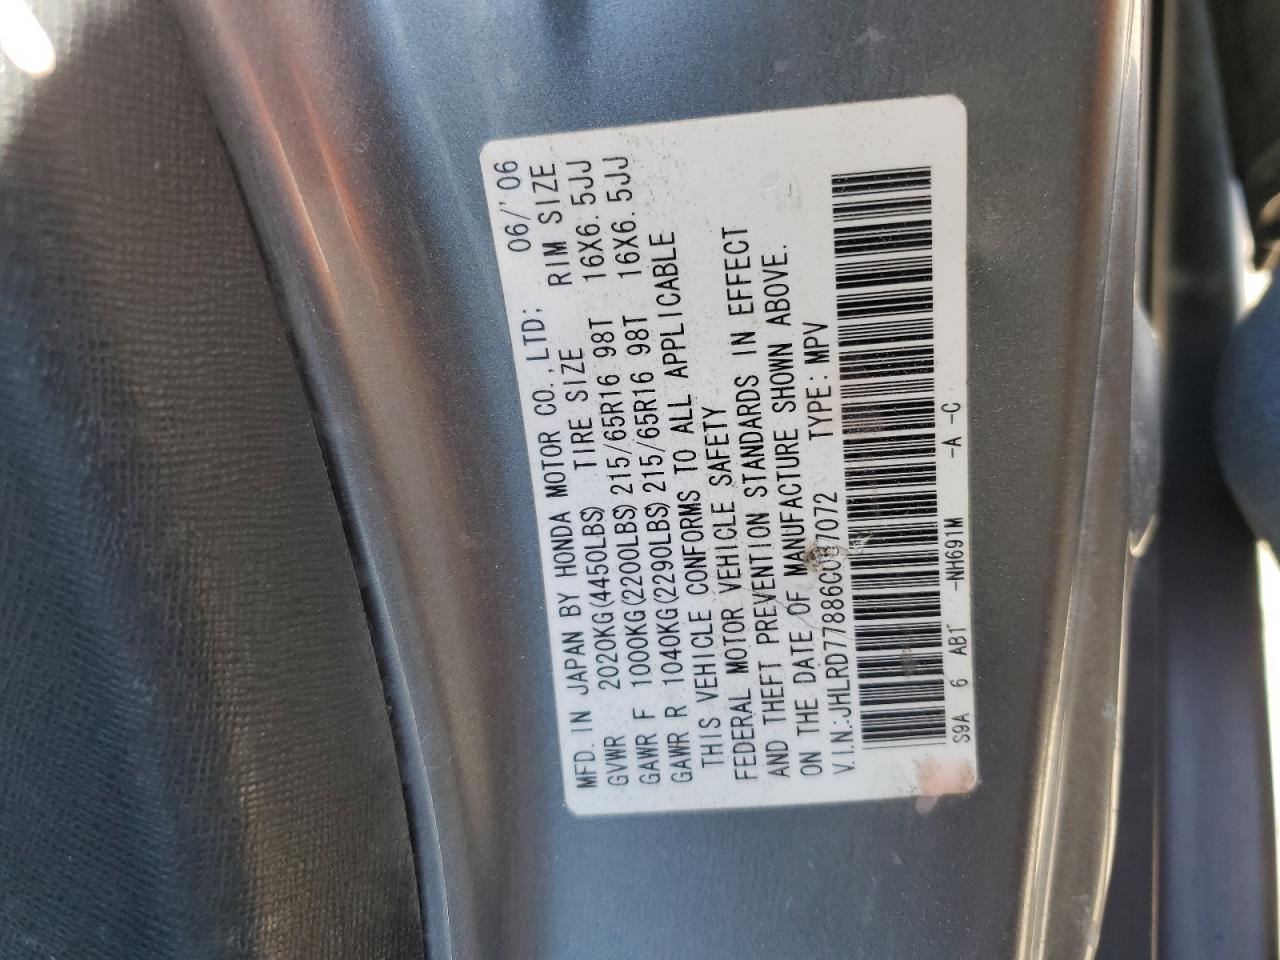 MFD. IN JAPAN BY HONDA MOTOR CO., LTD; 06/'06
GVWR 2020KG(4450LBS) TIRE SIZE RIM SIZE
GAWR F 1000KG(2200LBS) 215/65R16 98T 16X6.5JJ
GAWR R 1040KG(2290LBS) 215/65R16 98T 16X6.5JJ
THIS VEHICLE CONFORMS TO ALL APPLICABLE
FEDERAL MOTOR VEHICLE SAFETY
AND THEFT PREVENTION STANDARDS IN EFFECT
ON THE DATE OF MANUFACTURE SHOWN ABOVE.
V.I.N.: TYPE: MPV
S9A 6 AB1 -NH691M -A -C